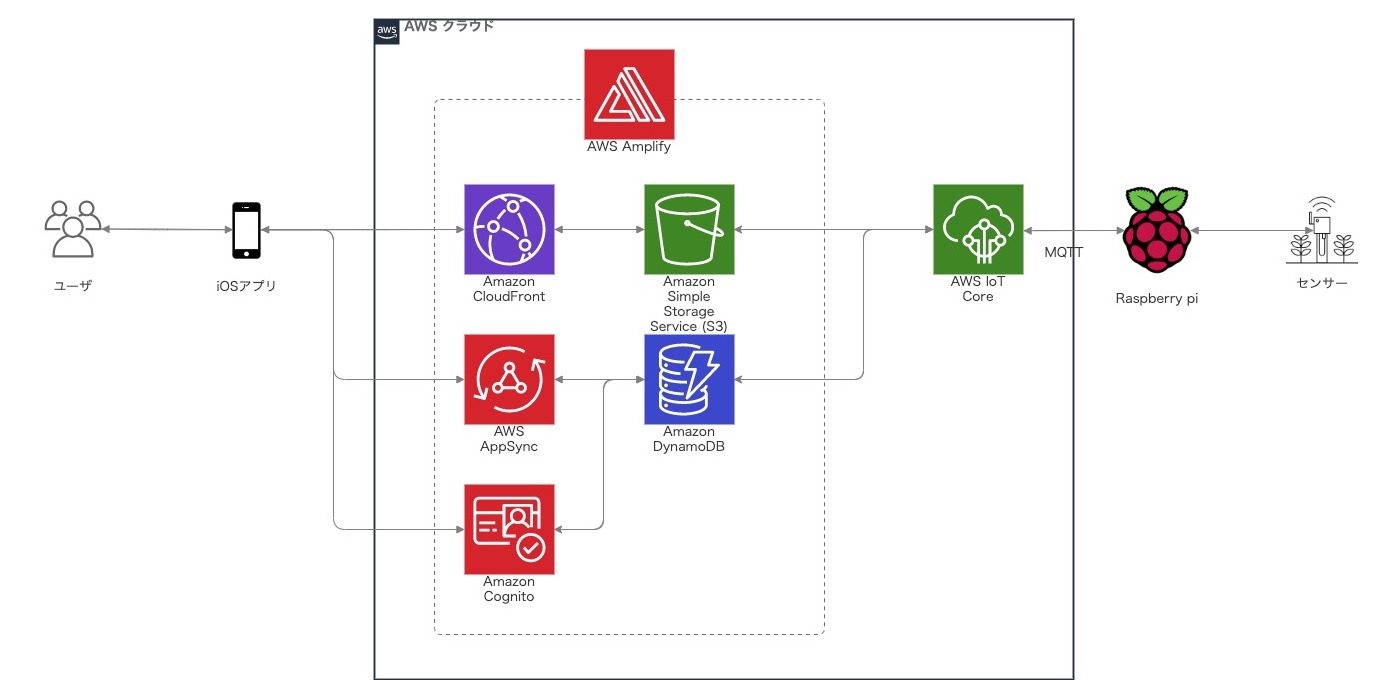 aws
AWS クラウド
AWS Amplify
Amazon
CloudFront
Amazon
Simple
Storage
Service (S3)
AWS IoT
Core
MQTT
Raspberry pi
センサー
ユーザ
iOSアプリ
AWS
AppSync
Amazon
DynamoDB
Amazon
Cognito